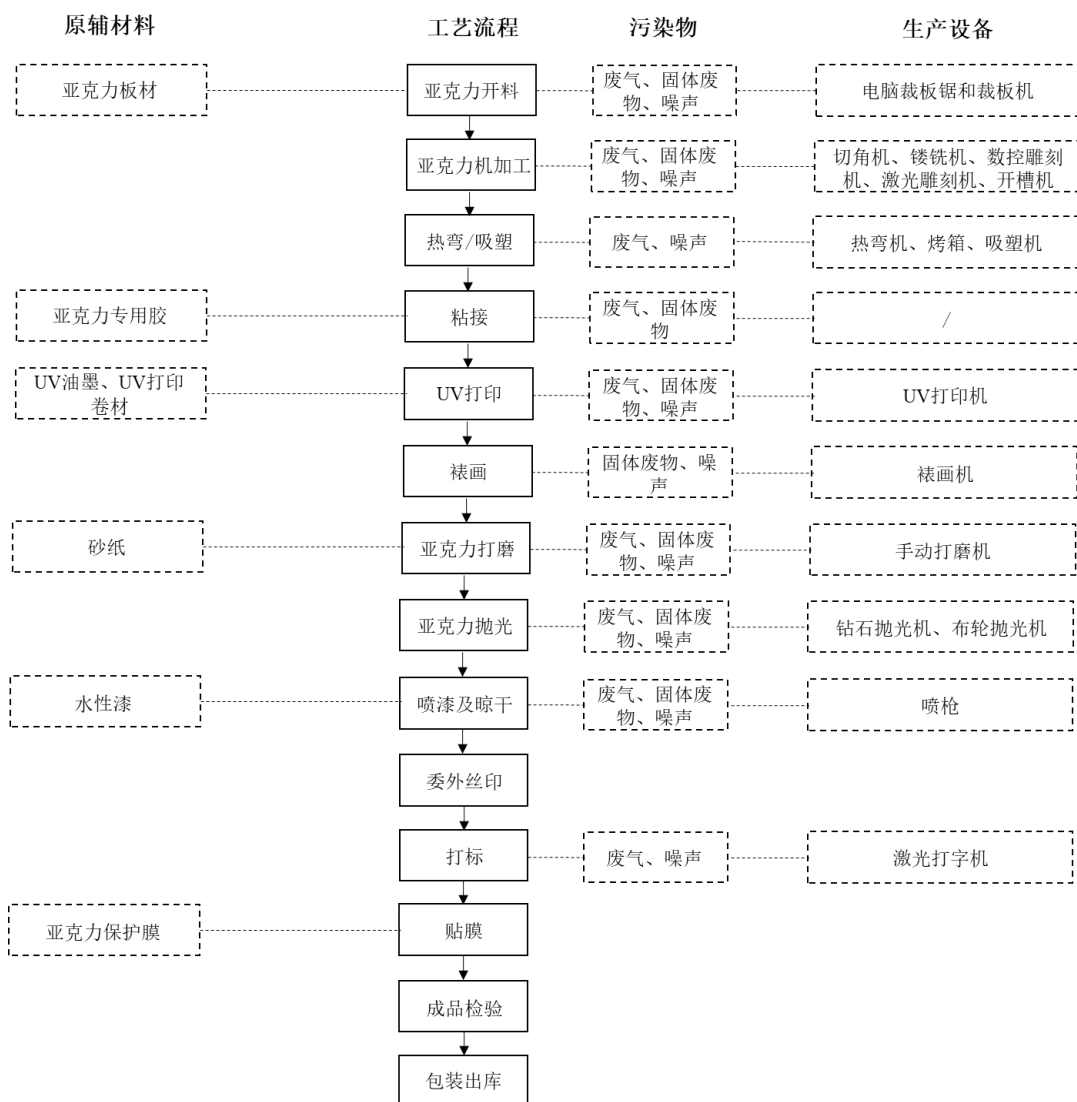 原辅材料
工艺流程
污染物
生产设备
亚克力板材
亚克力开料
废气、固体废
物、噪声
电脑裁板锯和裁板机
亚克力机加工
废气、固体废
物、噪声
切角机、镂铣机、数控雕刻
机、激光雕刻机、开槽机
热弯/吸塑
废气、噪声
热弯机、烤箱、吸塑机
亚克力专用胶
粘接
废气、固体废
物
/
UV油墨、UV打印
卷材
UV打印
废气、固体废
物、噪声
UV打印机
裱画
固体废物、噪
声
裱画机
砂纸
亚克力打磨
废气、固体废
物、噪声
手动打磨机
亚克力抛光
废气、固体废
物、噪声
钻石抛光机、布轮抛光机
水性漆
喷漆及晾干
废气、固体废
物、噪声
喷枪
委外丝印
打标
废气、噪声
激光打字机
亚克力保护膜
贴膜
成品检验
包装出库